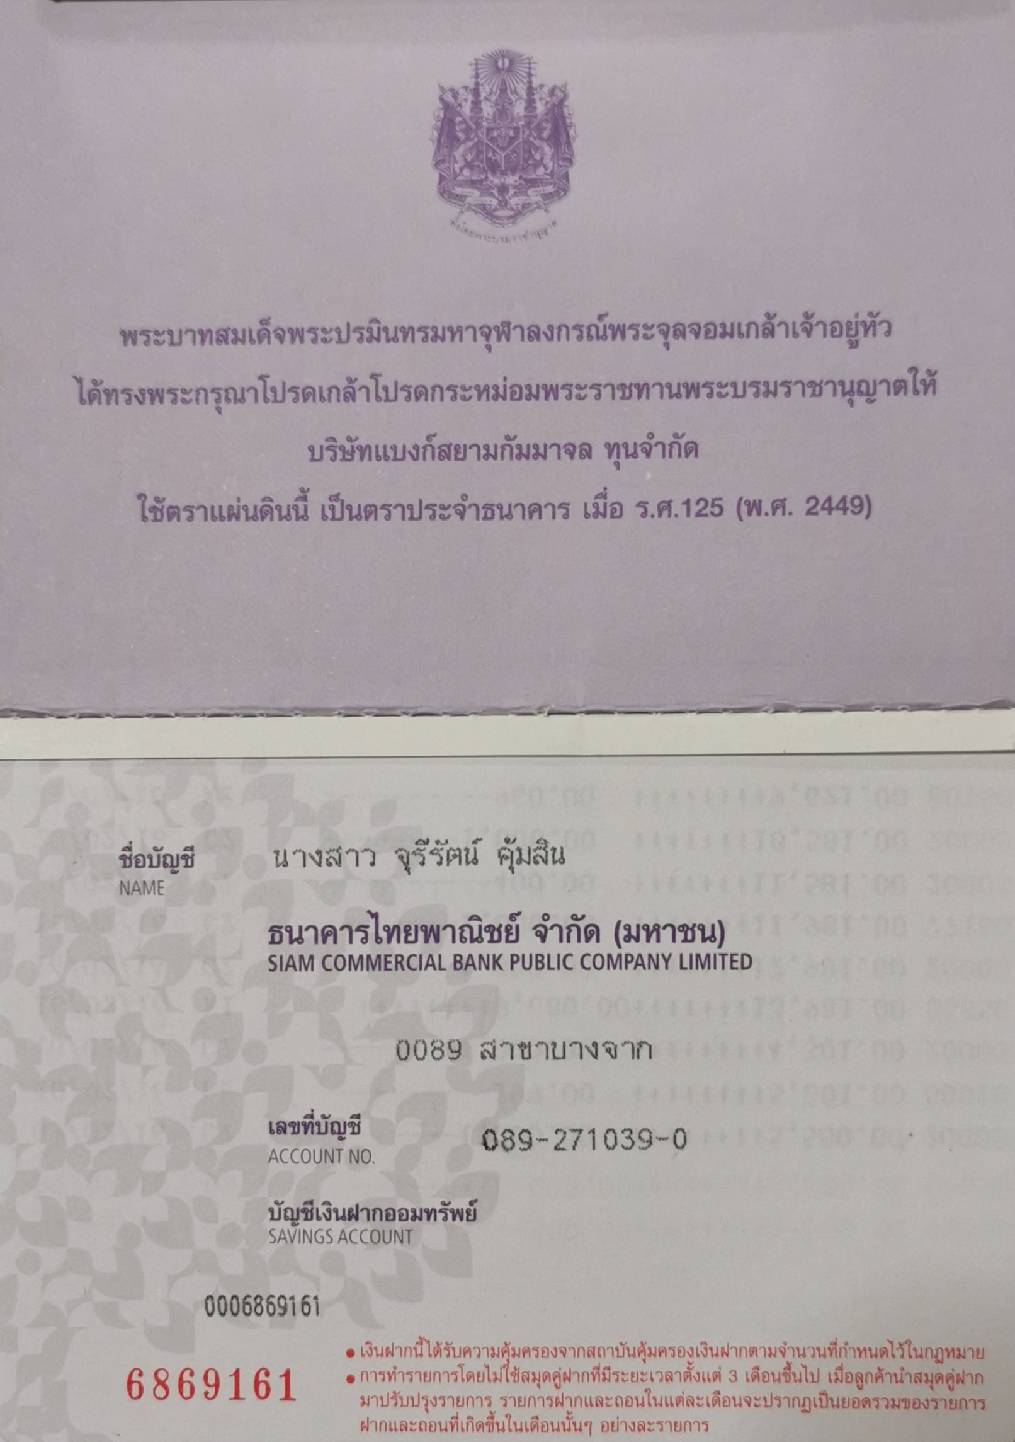 พระบาทสมเด็จพระปรมินทรมหาจุฬาลงกรณ์พระจุลจอมเกล้าเจ้าอยู่หัว
ได้ทรงพระกรุณาโปรดเกล้าโปรดกระหม่อมพระราชทานพระบรมราชานุญาตให้
บริษัทแบงก์สยามกัมมาจล ทุนจำกัด
ใช้ตราแผ่นดินนี้ เป็นตราประจำธนาคาร เมื่อ ร.ศ.125 (พ.ศ. 2449)
ชื่อบัญชี นางสาว จุรีรัตน์ คุ้มสิน
NAME
ธนาคารไทยพาณิชย์ จำกัด (มหาชน)
SIAM COMMERCIAL BANK PUBLIC COMPANY LIMITED
0089 สาขาบางจาก
เลขที่บัญชี 089-271039-0
ACCOUNT NO.
บัญชีเงินฝากออมทรัพย์
SAVINGS ACCOUNT
0006869161
6869161
• เงินฝากนี้ได้รับความคุ้มครองจากสถาบันคุ้มครองเงินฝากตามจำนวนที่กำหนดไว้ในกฎหมาย
• การทำรายการโดยไม่ใช้สมุดคู่ฝากที่มีระยะเวลาตั้งแต่ 3 เดือนขึ้นไป เมื่อลูกค้านำสมุดคู่ฝาก
มาปรับปรุงรายการ รายการฝากและถอนในแต่ละเดือนจะปรากฏเป็นยอดรวมของรายการ
ฝากและถอนที่เกิดขึ้นในเดือนนั้นๆ อย่างละรายการ